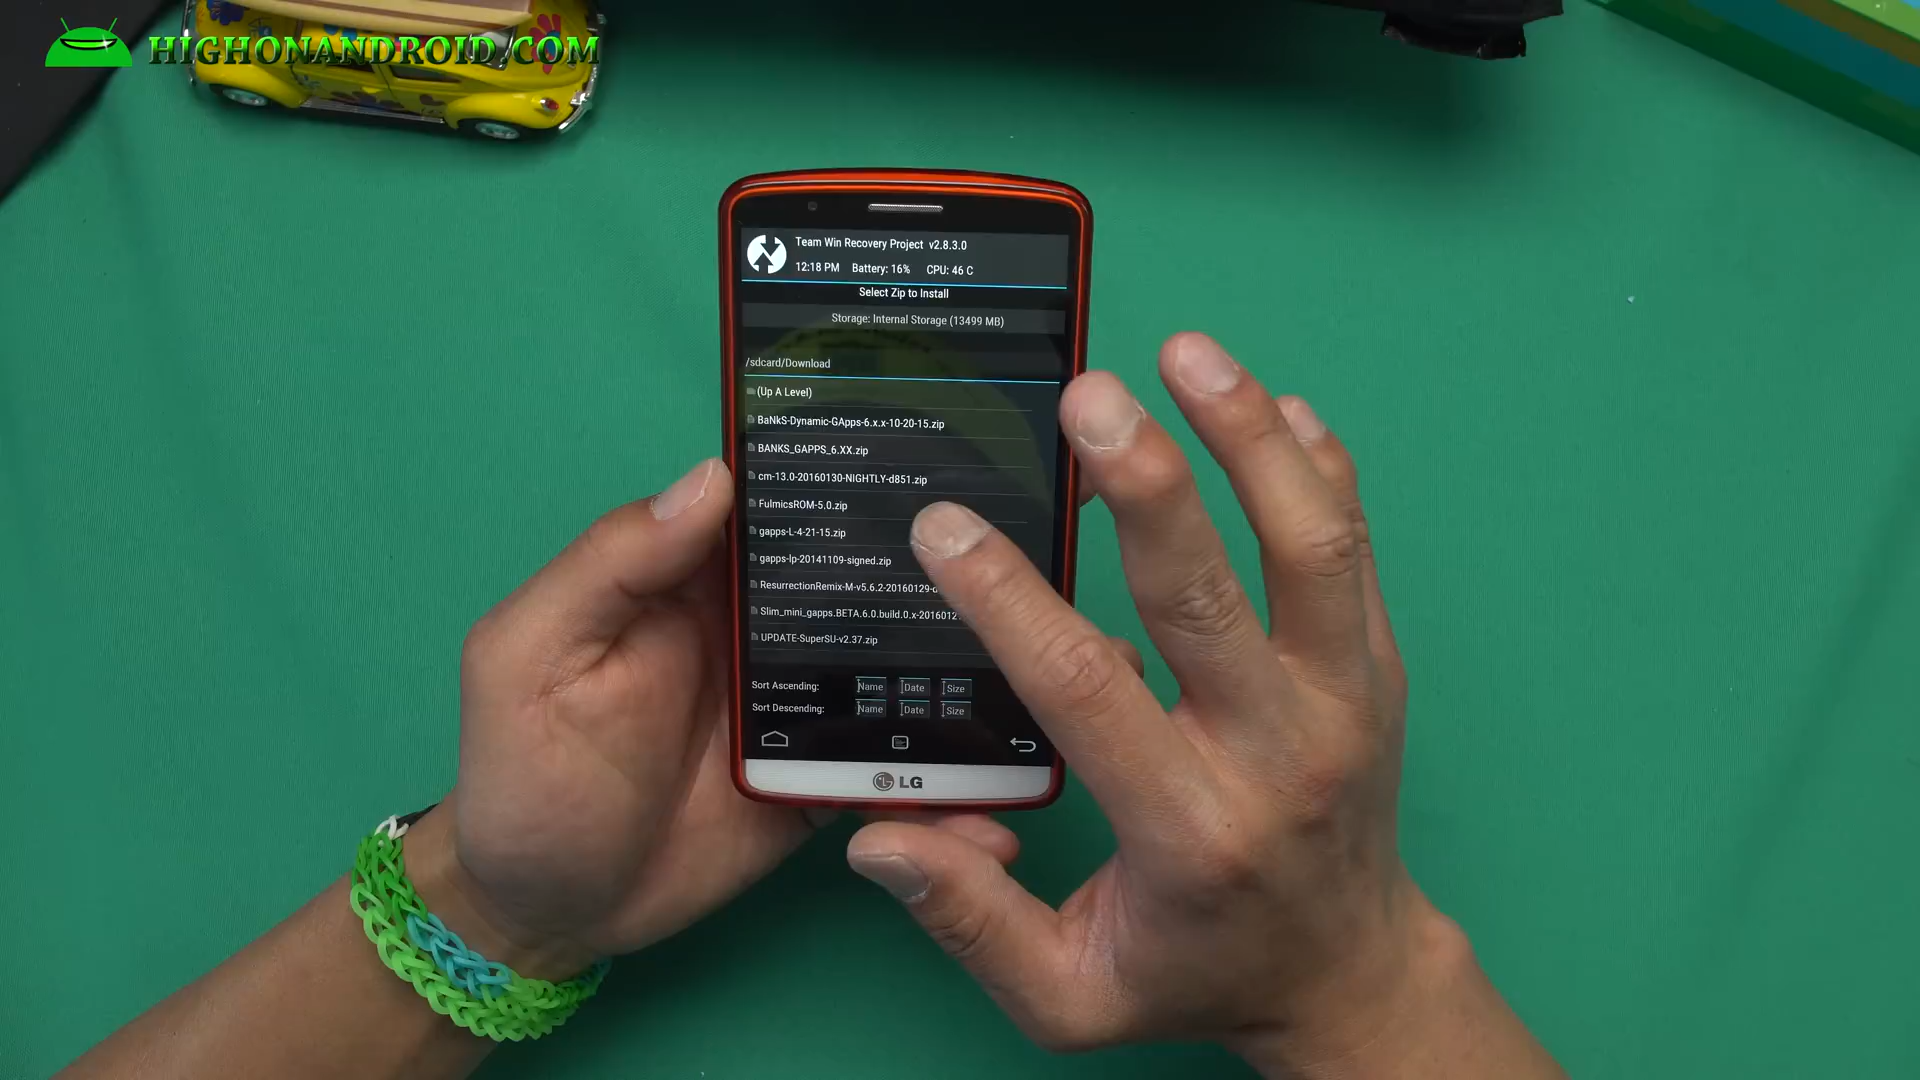 HIGHONANDROID.COM
Team Win Recovery Project v2.8.3.0
12:18 PM Battery: 16% CPU: 46 C
Select Zip to Install
Storage: Internal Storage (13499 MB)
/sdcard/Download
(Up A Level)
BaNkS-Dynamic-GApps-6.x.x-10-20-15.zip
BANKS_GAPPS_6.XX.zip
cm-13.0-20160130-NIGHTLY-d851.zip
FulmicsROM-5.0.zip
gapps-L-4-21-15.zip
gapps-lp-20141109-signed.zip
ResurrectionRemix-M-v5.6.2-20160129-
Slim_mini_gapps.BETA.6.0.build.0.x-2016012
UPDATE-SuperSU-v2.37.zip
Sort Ascending: Name Date Size
Sort Descending: Name Date Size
LG